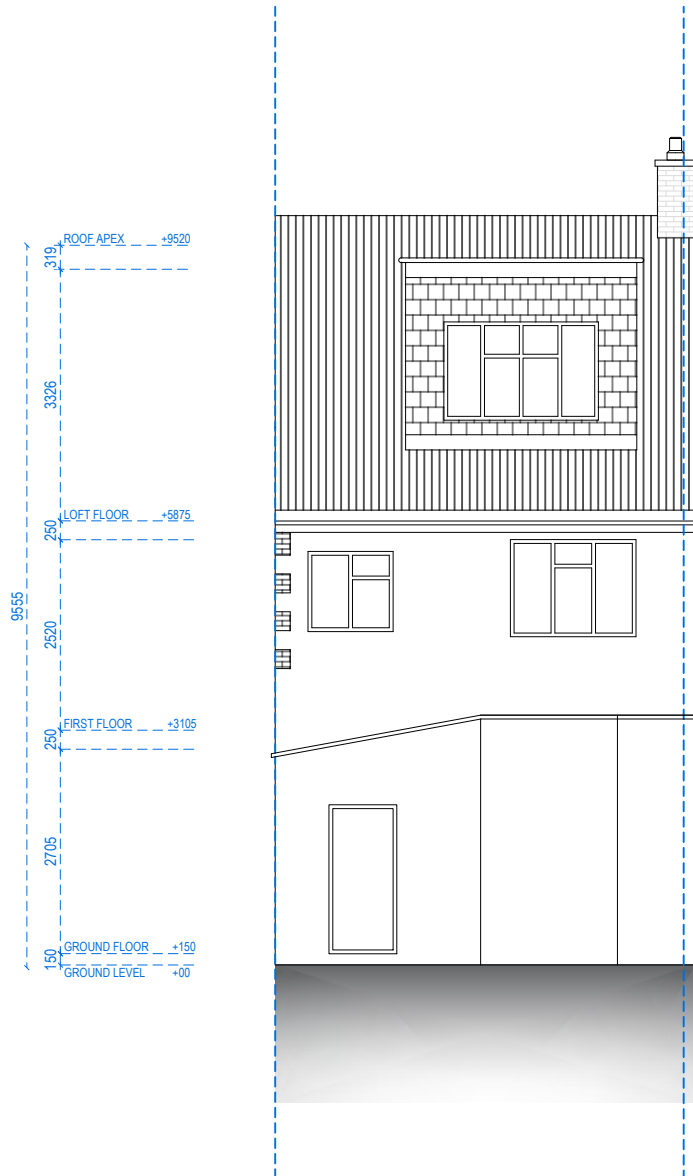 ROOF APEX +9520
319
3326
LOFT FLOOR +5875
250
9555
2520
FIRST FLOOR +3105
250
2705
GROUND FLOOR +150
150
GROUND LEVEL +00